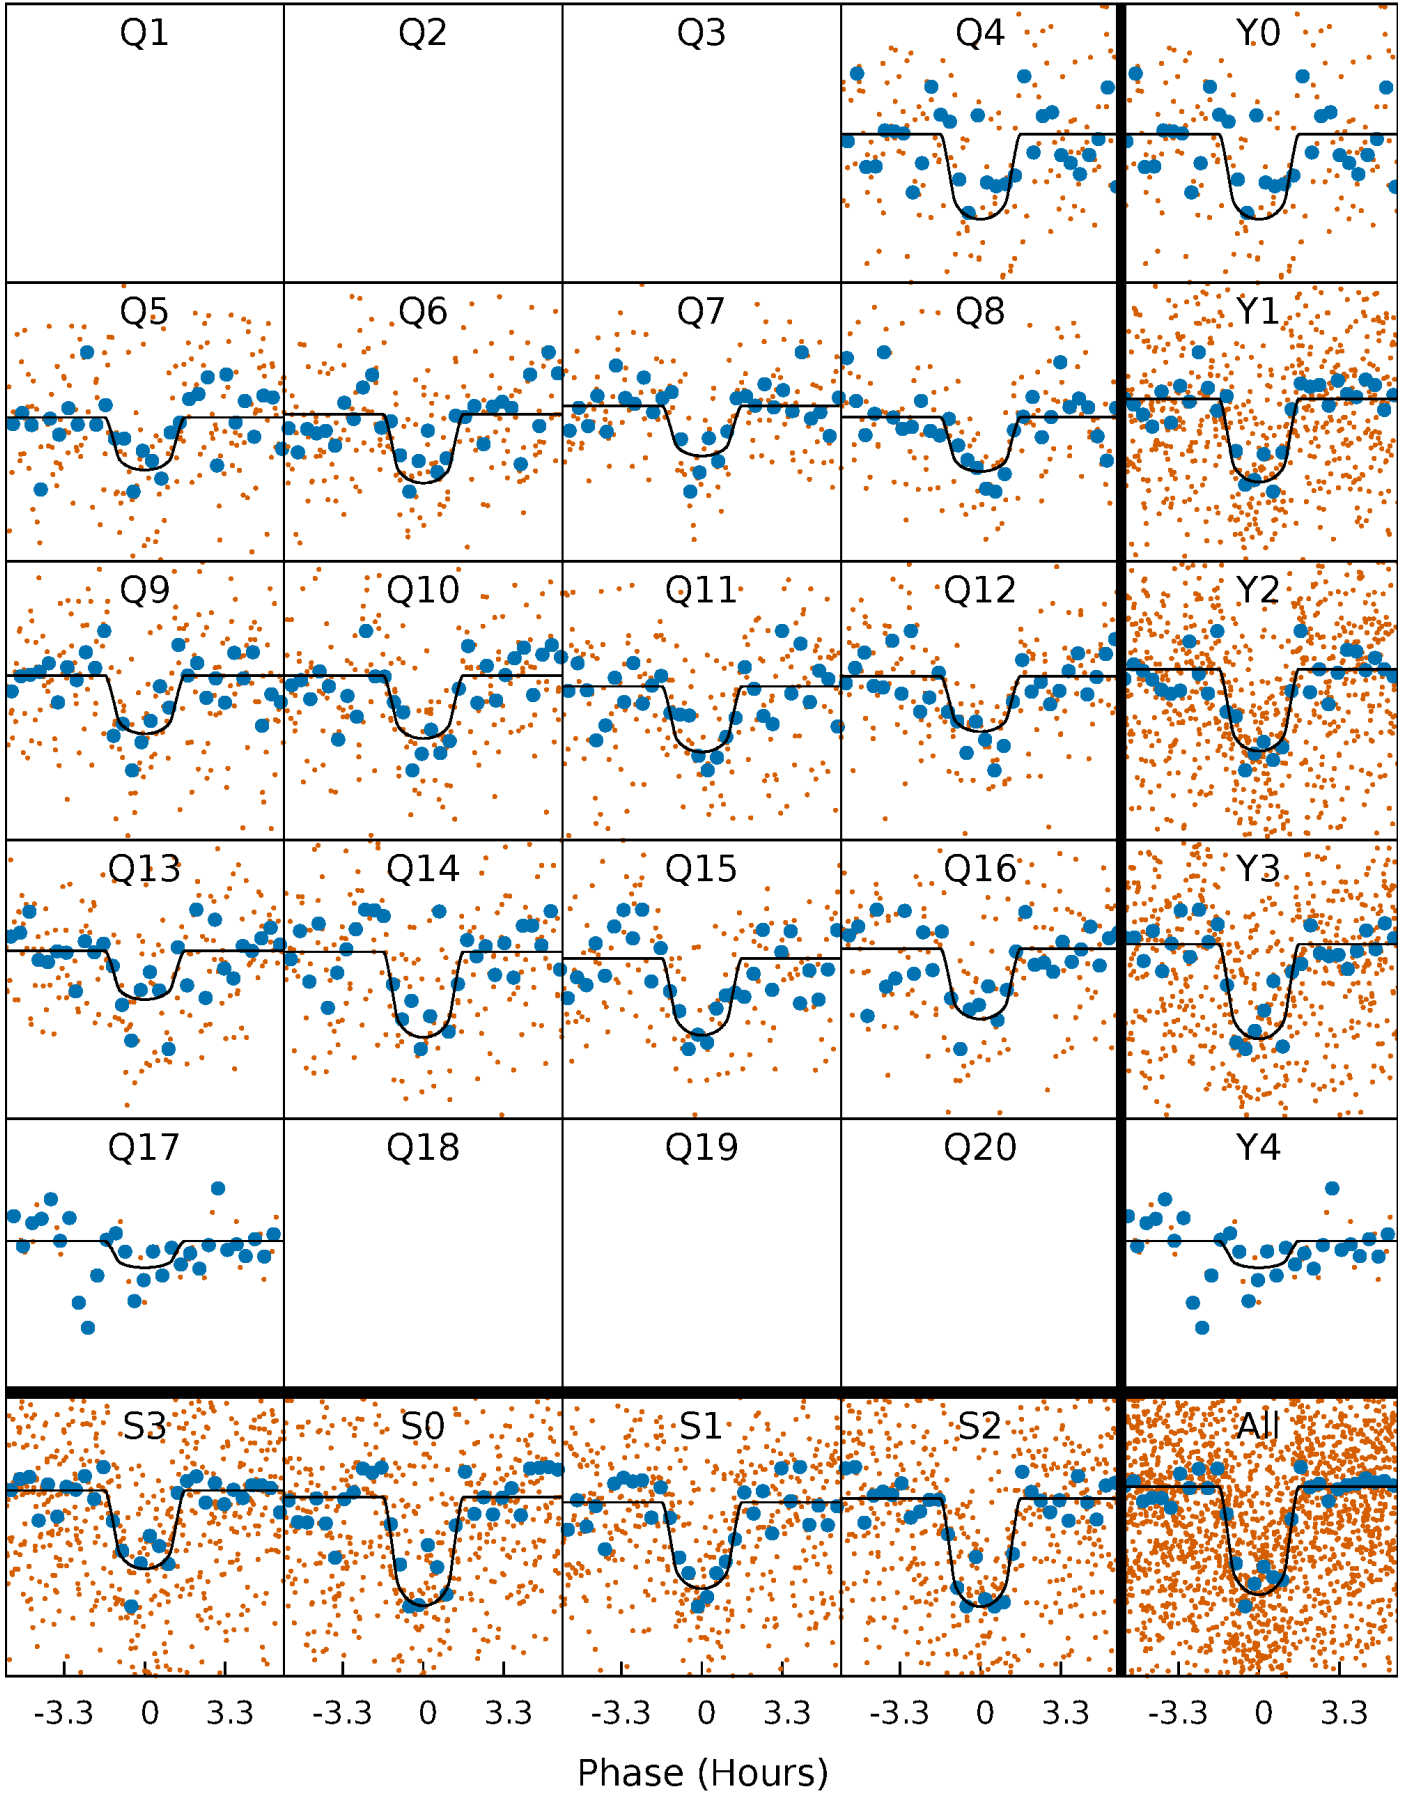 Q1 Q2 Q3 Q4 Y0
Q5 Q6 Q7 Q8 Y1
Q9 Q10 Q11 Q12 Y2
Q13 Q14 Q15 Q16 Y3
Q17 Q18 Q19 Q20 Y4
S3 S0 S1 S2 All
-3.3 0 3.3 -3.3 0 3.3 -3.3 0 3.3 -3.3 0 3.3 -3.3 0 3.3
Phase (Hours)